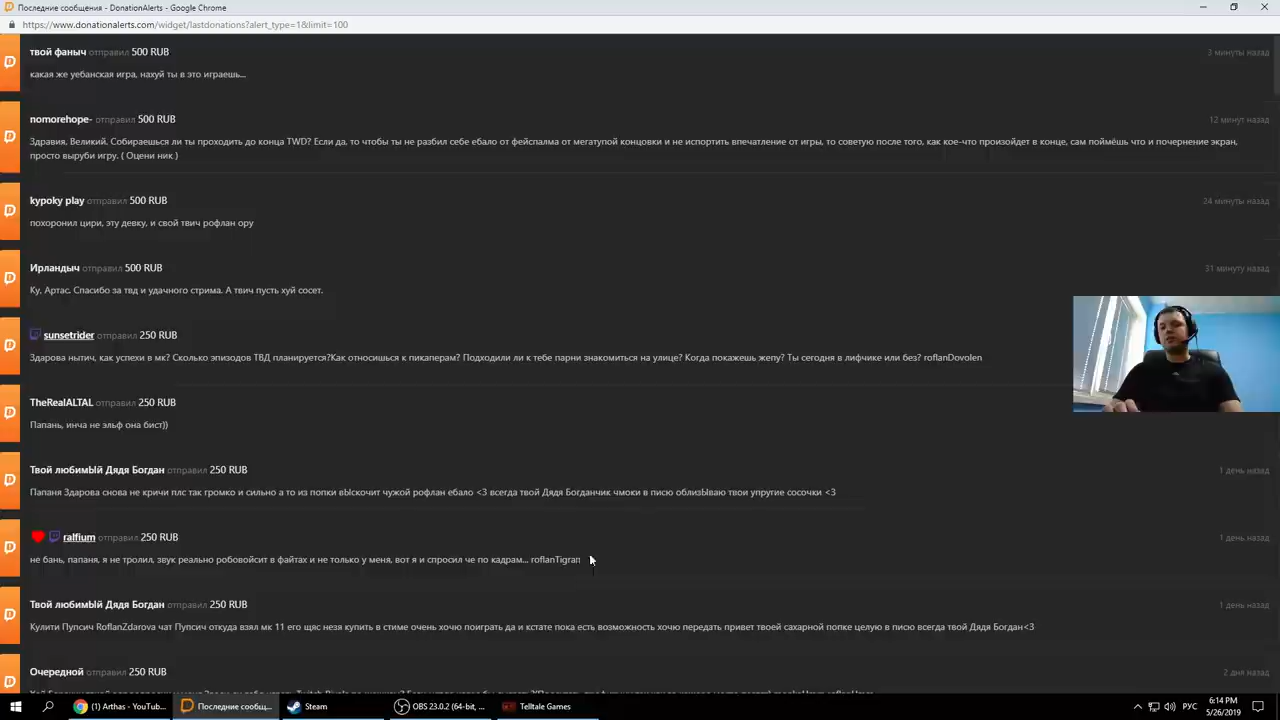 Последние сообщения - DonationAlerts - Google Chrome
https://www.donationalerts.com/widget/lastdonations?alert_type=1&limit=100
твой фаныч отправил 500 RUB 3 минуты назад
какая же уебанская игра, нахуй ты в это играешь...
nomorehope- отправил 500 RUB 12 минут назад
Здравия, Великий. Собираешься ли ты проходить до конца TWD? Если да, то чтобы ты не разбил себе ебало от фейспалма от мегатупой концовки и не испортить впечатление от игры, то советую после того, как кое-что произойдет в конце, сам поймёшь что и почернение экран,
просто выруби игру. ( Оцени ник )
kypoky play отправил 500 RUB 24 минуты назад
похоронил цири, эту девку, и свой твич рофлан ору
Ирландыч отправил 500 RUB 31 минуту назад
Ку, Артас. Спасибо за твд и удачного стрима. А твич пусть хуй сосет.
sunsetrider отправил 250 RUB
Здарова нытич, как успехи в мк? Сколько эпизодов ТВД планируется?Как относишься к пикаперам? Подходили ли к тебе парни знакомиться на улице? Когда покажешь жепу? Ты сегодня в лифчике или без? roflanDovolen
TheRealALTAL отправил 250 RUB
Папань, инча не эльф она бист))
Твой любимЫй Дядя Богдан отправил 250 RUB 1 день назад
Папаня Здарова снова не кричи плс так громко и сильно а то из попки вЫскочит чужой рофлан ебало <3 всегда твой Дядя Богданчик чмоки в писю облизЫваю твои упругие сосочки <3
ralfium отправил 250 RUB 1 день назад
не бань, папаня, я не тролил, звук реально робовойсит в файтах и не только у меня, вот я и спросил че по кадрам... roflanTigran
Твой любимЫй Дядя Богдан отправил 250 RUB 1 день назад
Кулити Пупсич RoflanZdarova чат Пупсич откуда взял мк 11 его щяс незя купить в стиме очень хочю поиграть да и кстате пока есть возможность хочю передать привет твоей сахарной попке целую в писю всегда твой Дядя Богдан<3
Очередной отправил 250 RUB 2 дня назад
(1) Arthas - YouTub... Последние сообщ... Steam OBS 23.0.2 (64-bit, ... Telltale Games РУС 6:14 PM
5/26/2019